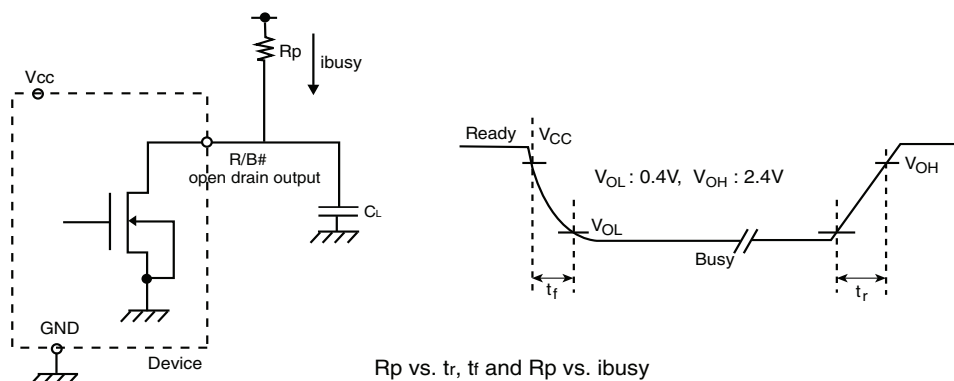 Rp
ibusy
Vcc
R/B#
open drain output
CL
GND
Device
Ready
VCC
VOL : 0.4V, VOH : 2.4V
VOH
VOL
Busy
tf
tr
Rp vs. tr, tf and Rp vs. ibusy